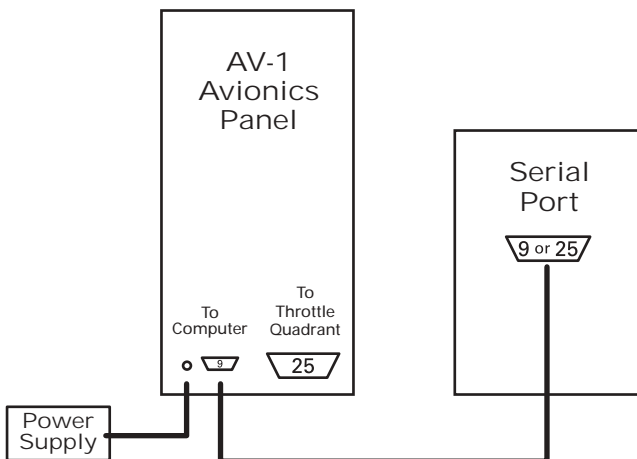 AV-1
Avionics
Panel
Serial
Port
9 or 25
To
Computer
To
Throttle
Quadrant
9
25
Power
Supply